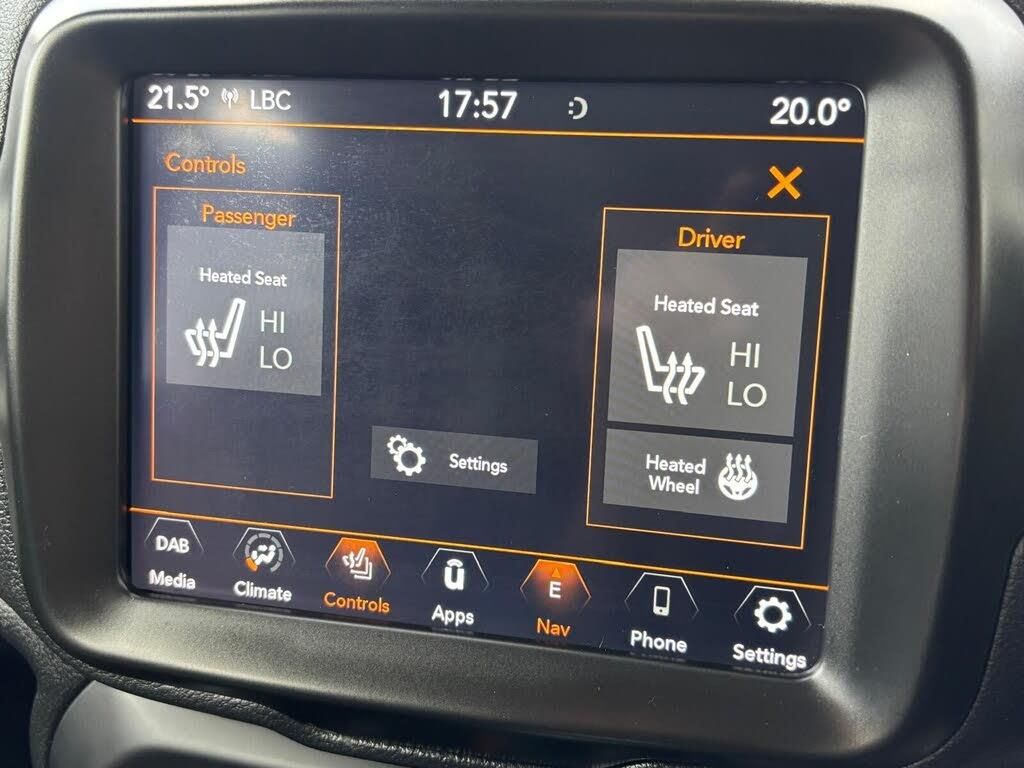 21.5° LBC 17:57 20.0°
Controls
Passenger
Heated Seat
HI
LO
Driver
Heated Seat
HI
LO
Heated
Wheel
Settings
DAB
Media
Climate
Controls
Apps
E
Nav
Phone
Settings